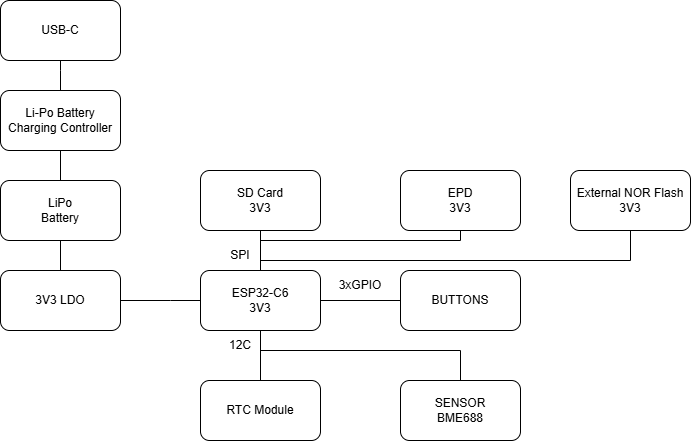 USB-C
Li-Po Battery
Charging Controller
LiPo
Battery
SD Card
3V3
EPD
3V3
External NOR Flash
3V3
SPI
3V3 LDO
ESP32-C6
3V3
3xGPIO
BUTTONS
12C
RTC Module
SENSOR
BME688